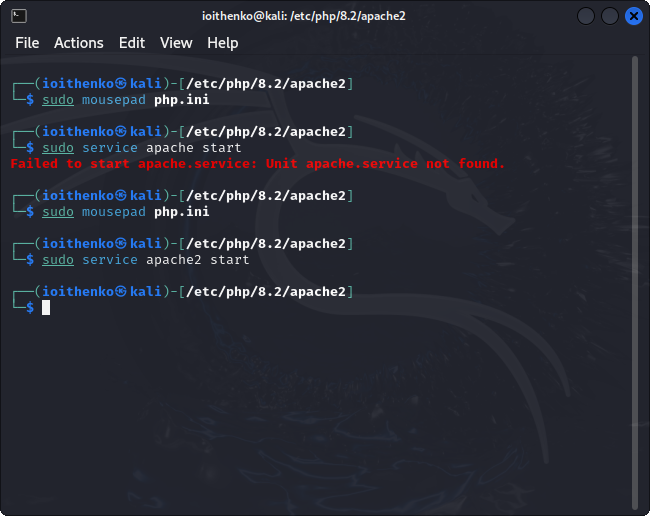 ioithenko@kali: /etc/php/8.2/apache2
File Actions Edit View Help
┌──(ioithenko㉿kali)-[/etc/php/8.2/apache2]
└─$ sudo mousepad php.ini
┌──(ioithenko㉿kali)-[/etc/php/8.2/apache2]
└─$ sudo service apache start
Failed to start apache.service: Unit apache.service not found.
┌──(ioithenko㉿kali)-[/etc/php/8.2/apache2]
└─$ sudo mousepad php.ini
┌──(ioithenko㉿kali)-[/etc/php/8.2/apache2]
└─$ sudo service apache2 start
┌──(ioithenko㉿kali)-[/etc/php/8.2/apache2]
└─$